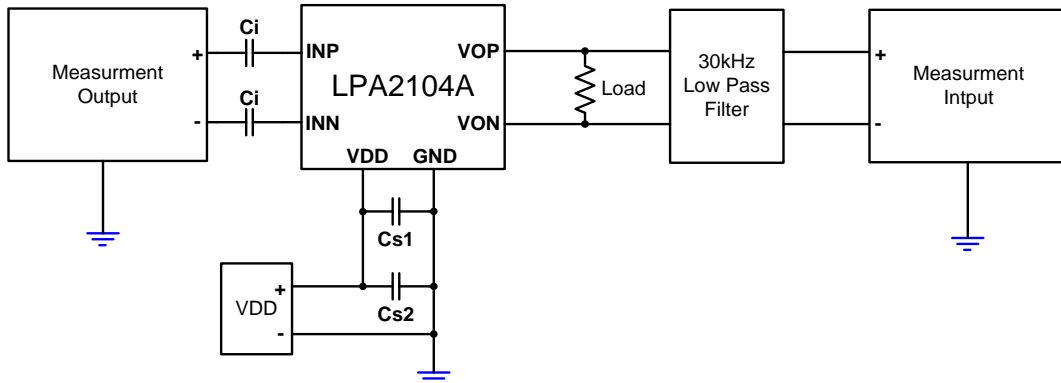 Measurment
Output
+
-
Ci
Ci
INP
INN
LPA2104A
VOP
VON
VDD
GND
Load
30kHz
Low Pass
Filter
+
-
Measurment
Intput
Cs1
Cs2
VDD
+
-